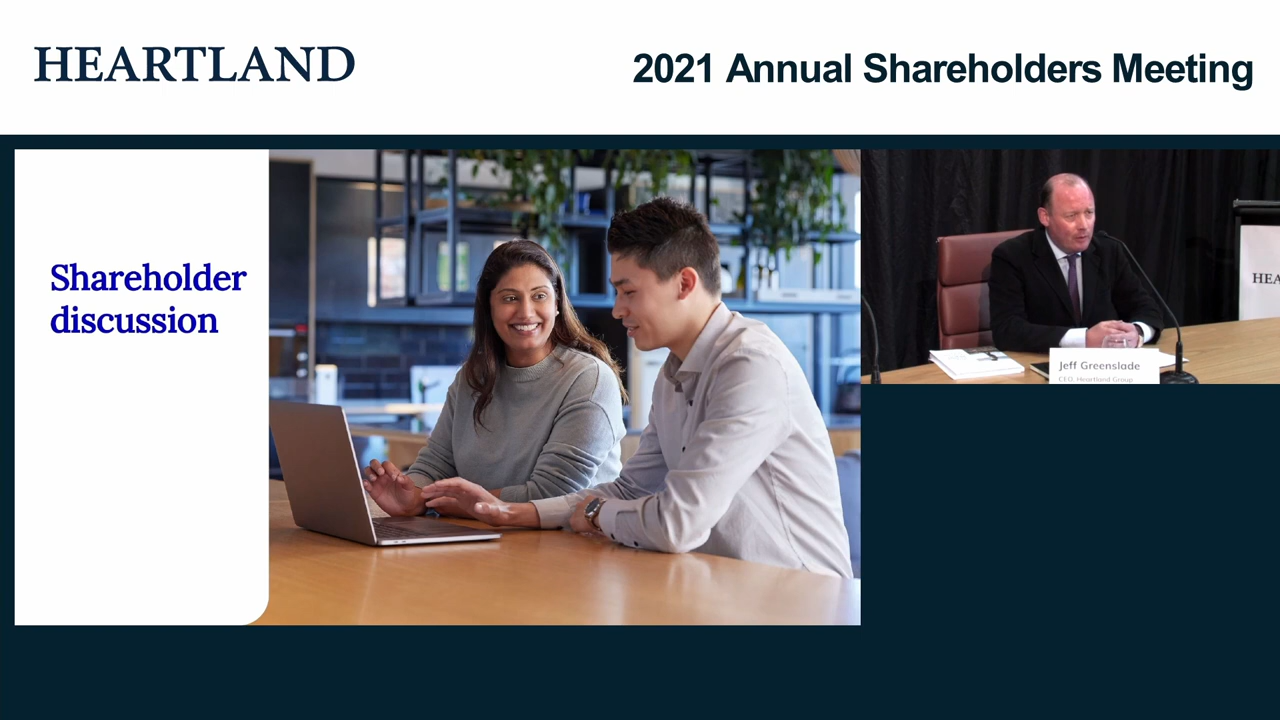 HEARTLAND
2021 Annual Shareholders Meeting
Shareholder
discussion
HEA
Jeff Greenslade
CEO, Heartland Group